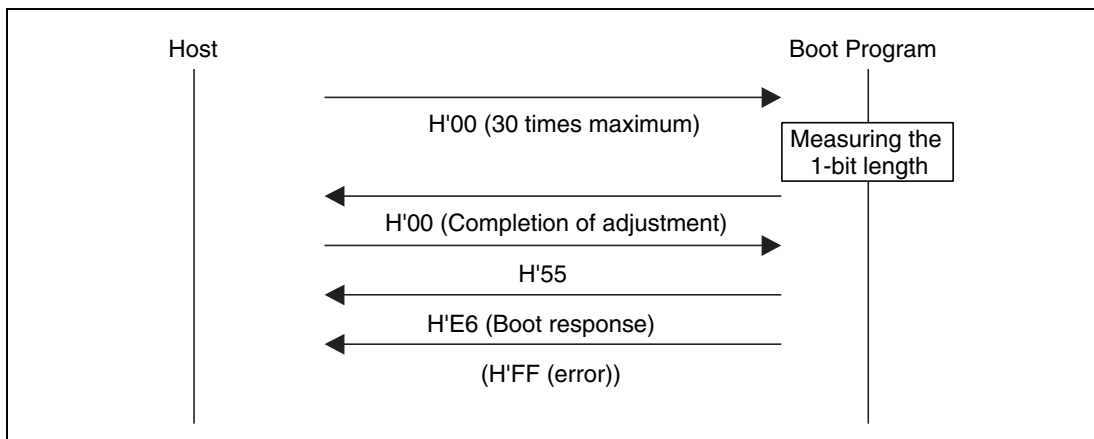 Host
Boot Program
H'00 (30 times maximum)
Measuring the
1-bit length
H'00 (Completion of adjustment)
H'55
H'E6 (Boot response)
(H'FF (error))